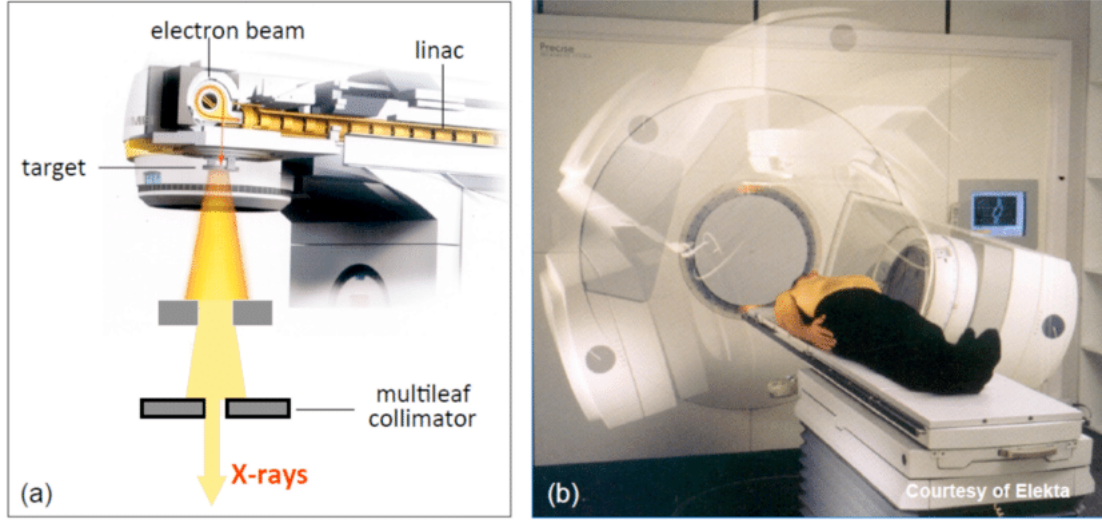 electron beam
linac
target
multileaf
collimator
X-rays
(a)
Precise
(b)
Courtesy of Elekta